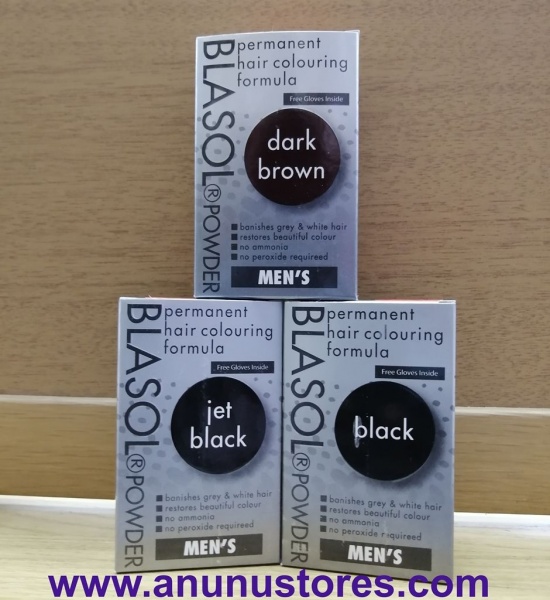 BLASOL®POWDER
permanent
hair colouring
formula
Free Gloves Inside
dark
brown
banishes grey & white hair
restores beautiful colour
no ammonia
no peroxide requireed
MEN'S
BLASOL®POWDER
permanent
hair colouring
formula
Free Gloves Inside
jet
black
banishes grey & white hair
restores beautiful colour
no ammonia
no peroxide requireed
MEN'S
BLASOL®POWDER
permanent
hair colouring
formula
Free Gloves Inside
black
banishes grey & white hair
restores beautiful colour
no ammonia
no peroxide requireed
MEN'S
www.anunustores.com